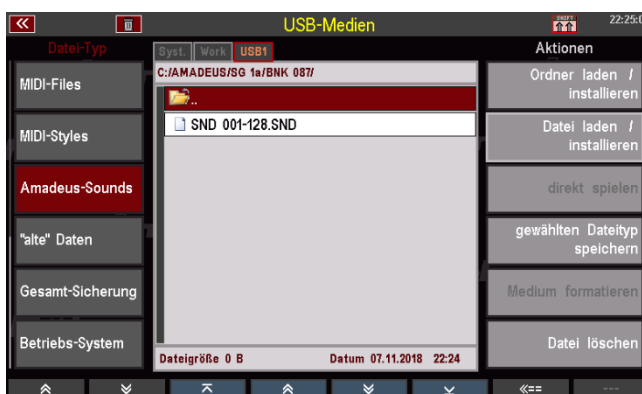 USB-Medien
SHIFT
22:25:0
Datei-Typ
Syst. Work USB1
Aktionen
MIDI-Files
MIDI-Styles
Amadeus-Sounds
"alte" Daten
Gesamt-Sicherung
Betriebs-System
C:/AMADEUS/SG 1a/BNK 087/
..
SND 001-128.SND
Dateigröße 0 B Datum 07.11.2018 22:24
Ordner laden /
installieren
Datei laden /
installieren
direkt spielen
gewählten Dateityp
speichern
Medium formatieren
Datei löschen
«==
---